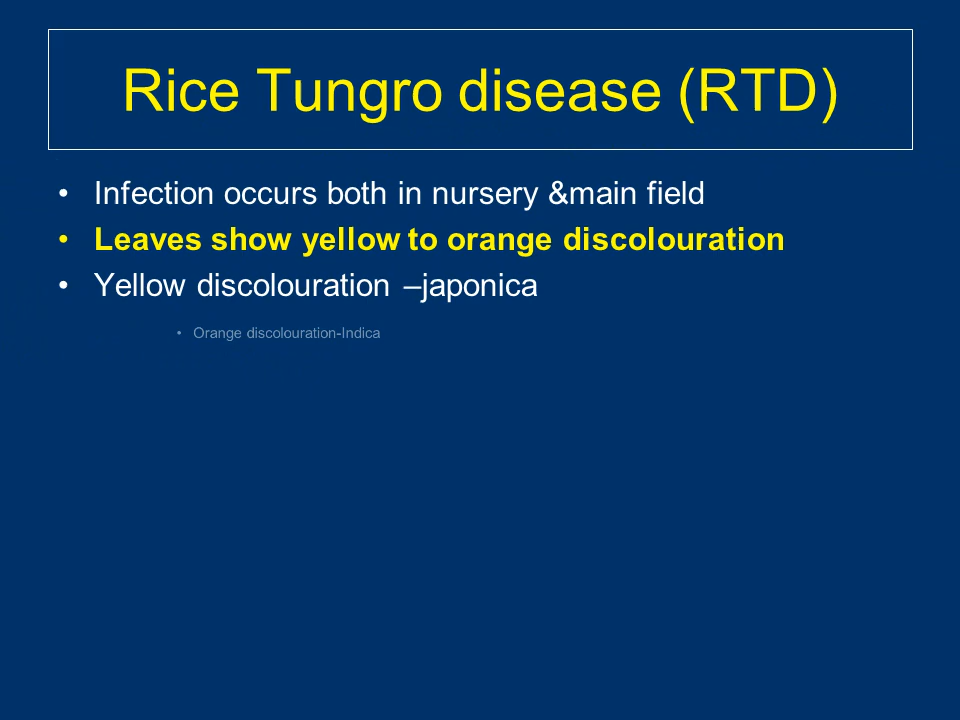 Rice Tungro disease (RTD)
• Infection occurs both in nursery &main field
• Leaves show yellow to orange discolouration
• Yellow discolouration –japonica
• Orange discolouration-Indica